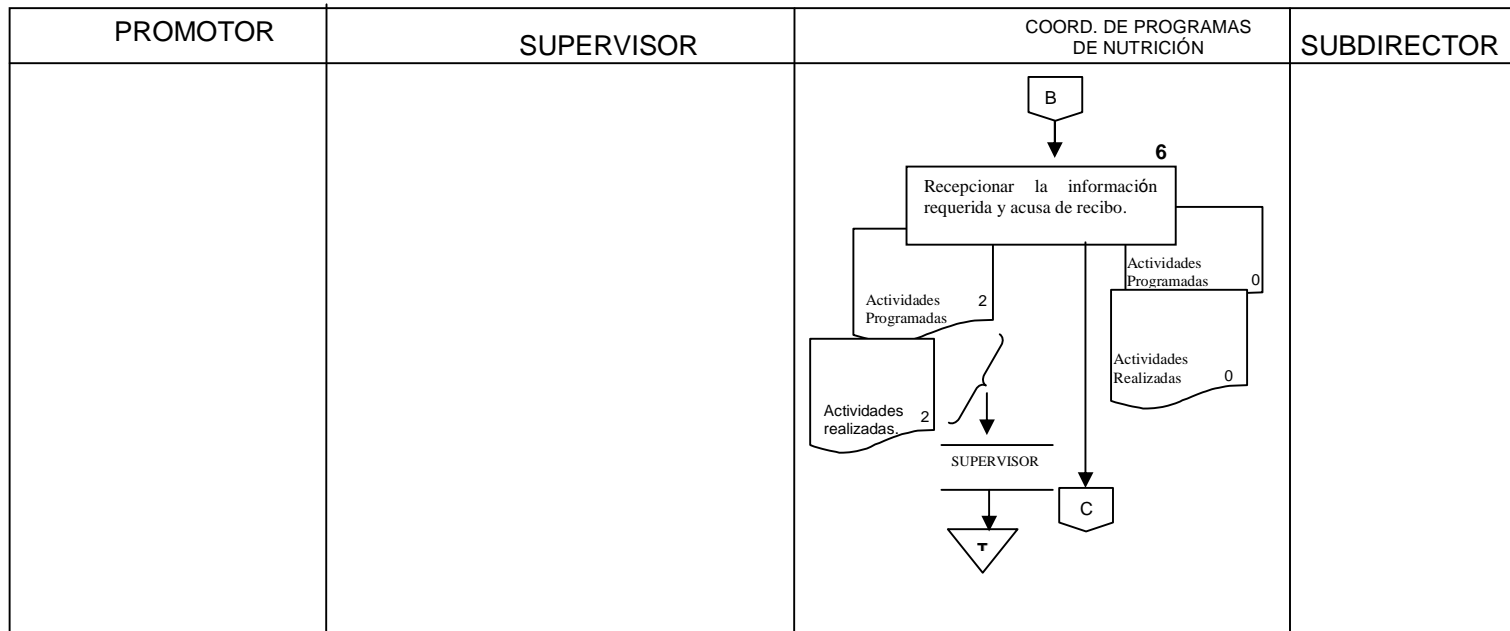 PROMOTOR
SUPERVISOR
COORD. DE PROGRAMAS
DE NUTRICIÓN
SUBDIRECTOR
B
6
Recepcionar la información
requerida y acusa de recibo.
Actividades
Programadas 0
Actividades 2
Programadas
Actividades
Realizadas 0
Actividades 2
realizadas.
SUPERVISOR
C
T